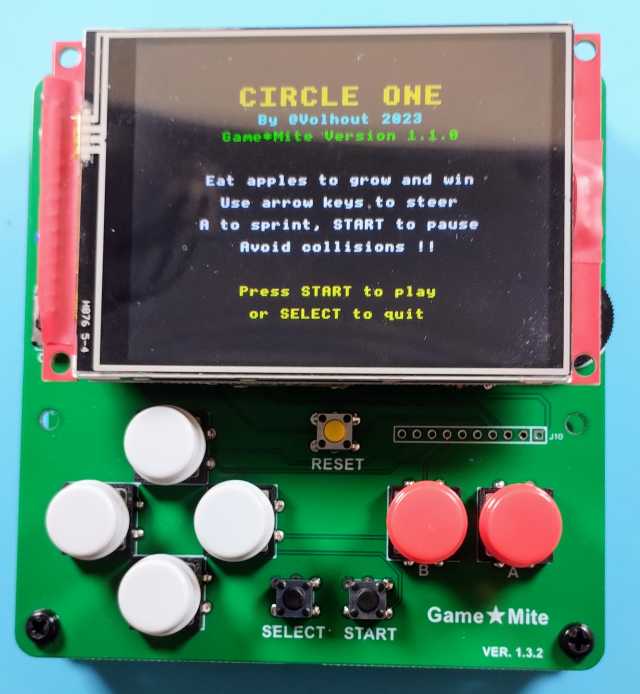 CIRCLE ONE
By @Volhout 2023
Game*Mite Version 1.1.0
Eat apples to grow and win
Use arrow keys to steer
A to sprint, START to pause
Avoid collisions !!
Press START to play
or SELECT to quit
H876 5-4
RESET
J10
B A
SELECT START
Game★Mite
VER. 1.3.2